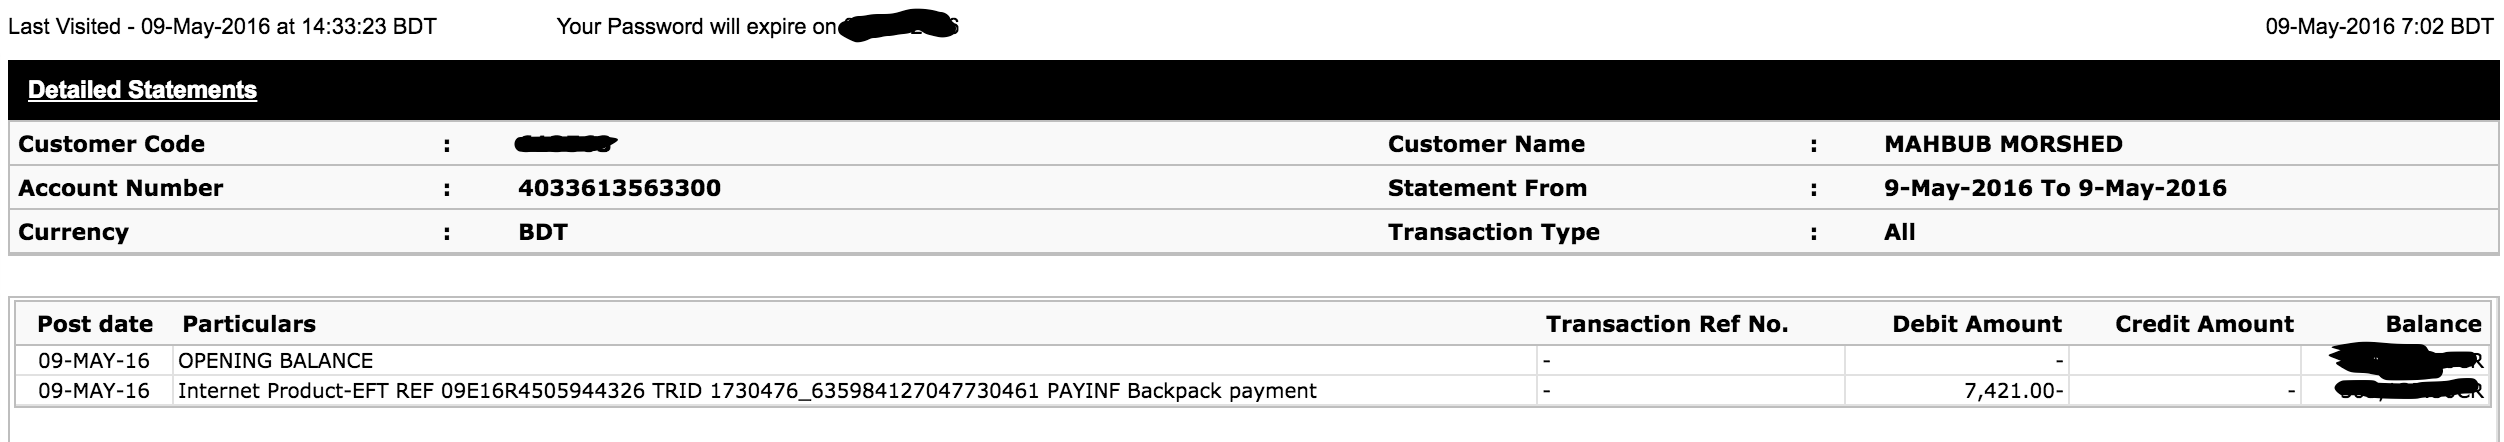 Last Visited - 09-May-2016 at 14:33:23 BDT Your Password will expire on 09-May-2016 7:02 BDT
Detailed Statements
Customer Code : Customer Name : MAHBUB MORSHED
Account Number : 4033613563300 Statement From : 9-May-2016 To 9-May-2016
Currency : BDT Transaction Type : All
Post date Particulars Transaction Ref No. Debit Amount Credit Amount Balance
09-MAY-16 OPENING BALANCE - -
09-MAY-16 Internet Product-EFT REF 09E16R4505944326 TRID 1730476_635984127047730461 PAYINF Backpack payment - 7,421.00- -